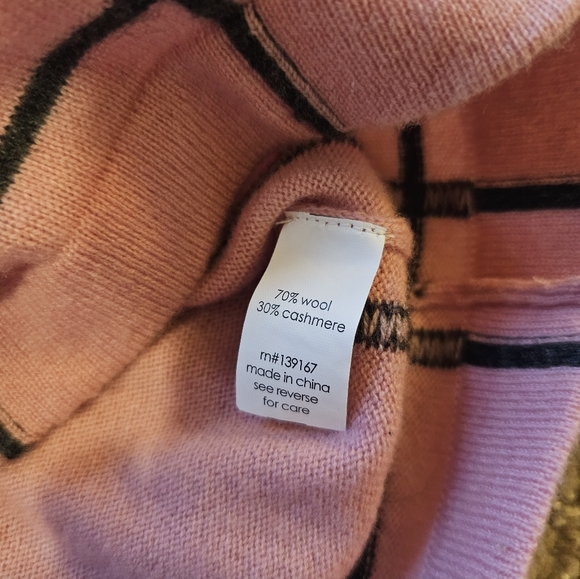 70% wool
30% cashmere
rn#139167
made in china
see reverse
for care